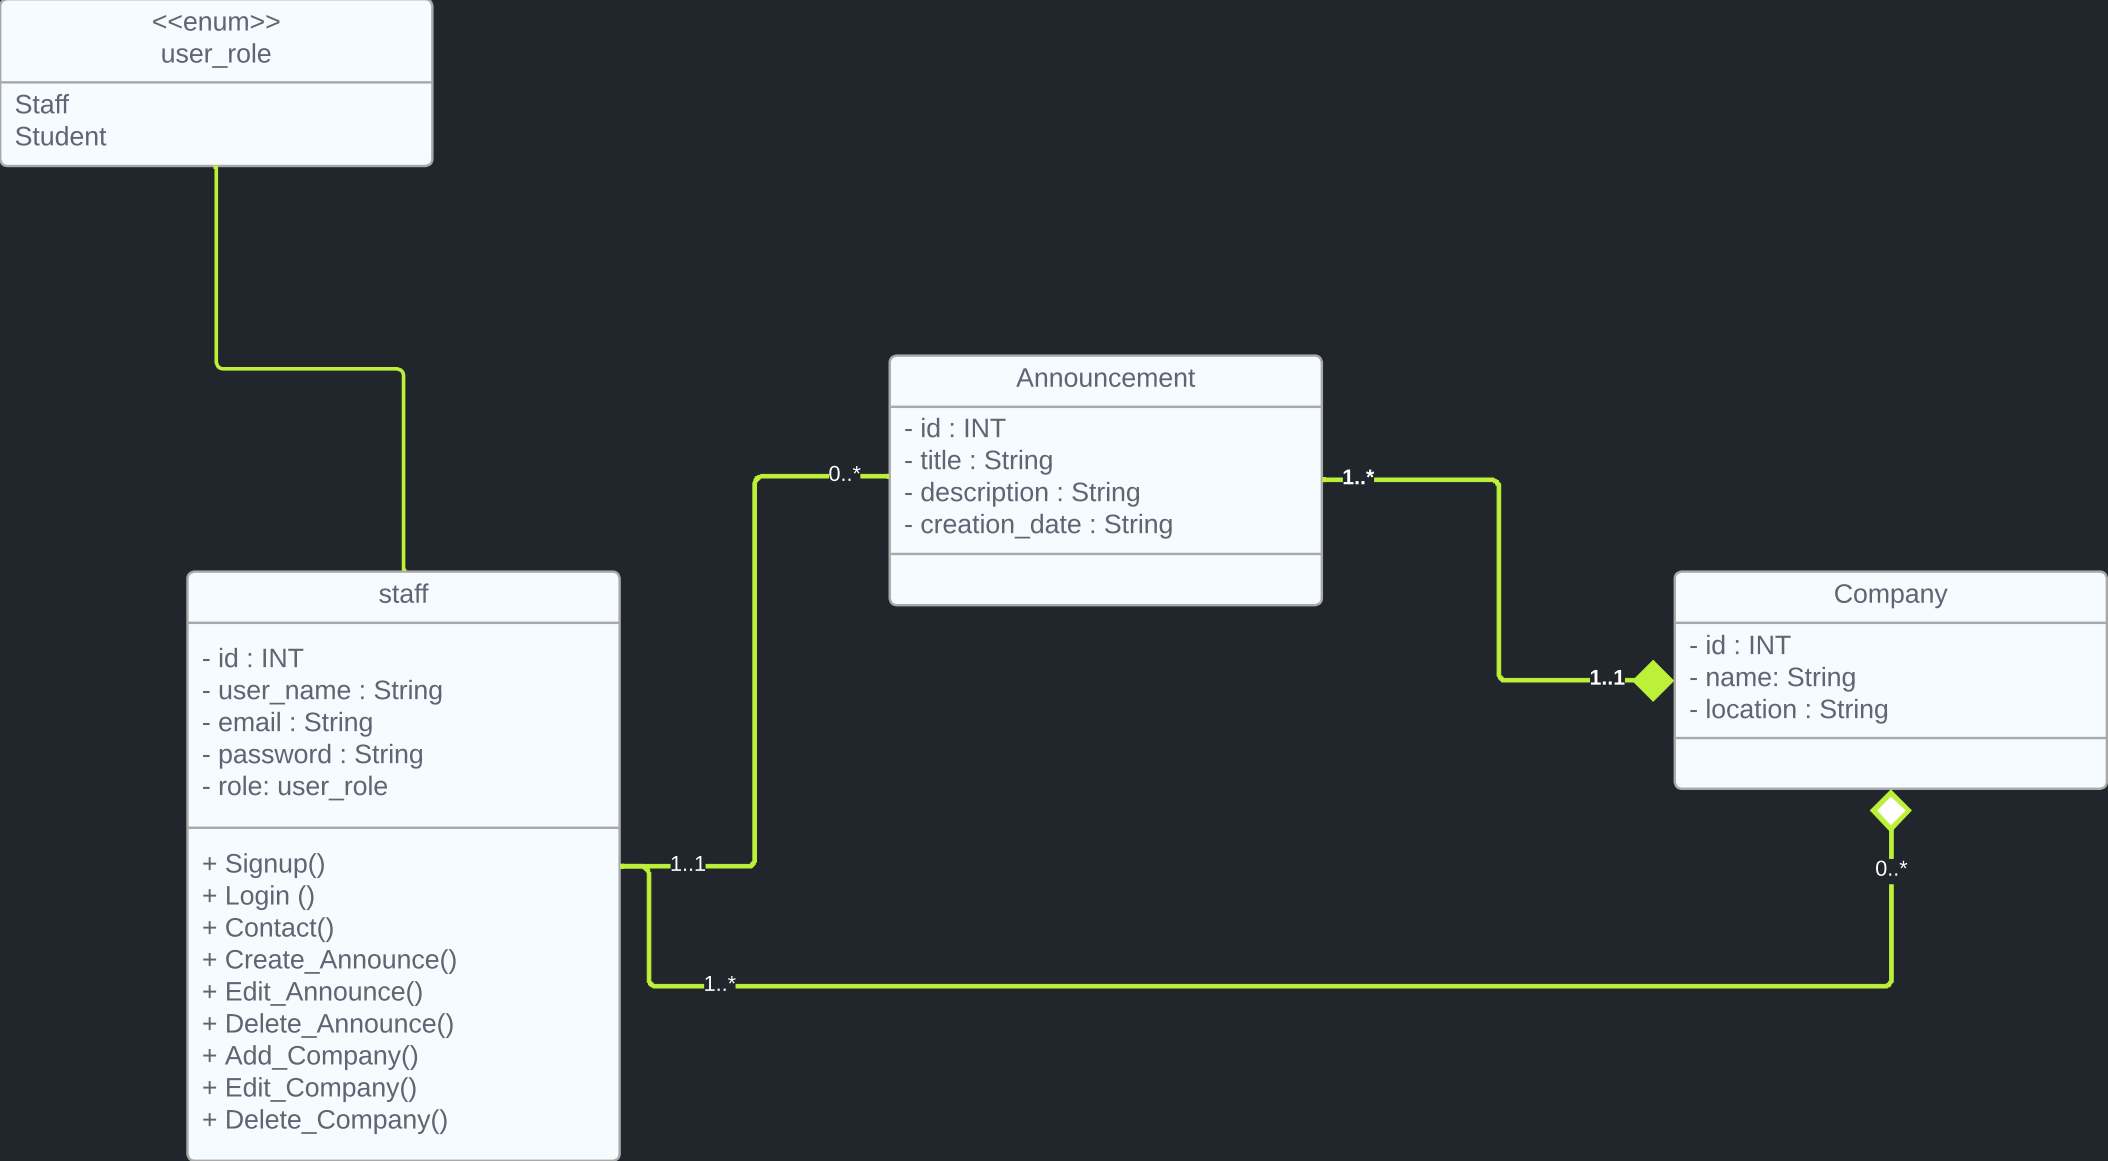 <<enum>>
user_role
Staff
Student
Announcement
- id : INT
- title : String
- description : String
- creation_date : String
0..*
1..*
1..1
Company
- id : INT
- name: String
- location : String
0..*
staff
- id : INT
- user_name : String
- email : String
- password : String
- role: user_role
+ Signup()
+ Login ()
+ Contact()
+ Create_Announce()
+ Edit_Announce()
+ Delete_Announce()
+ Add_Company()
+ Edit_Company()
+ Delete_Company()
1..1
1..*